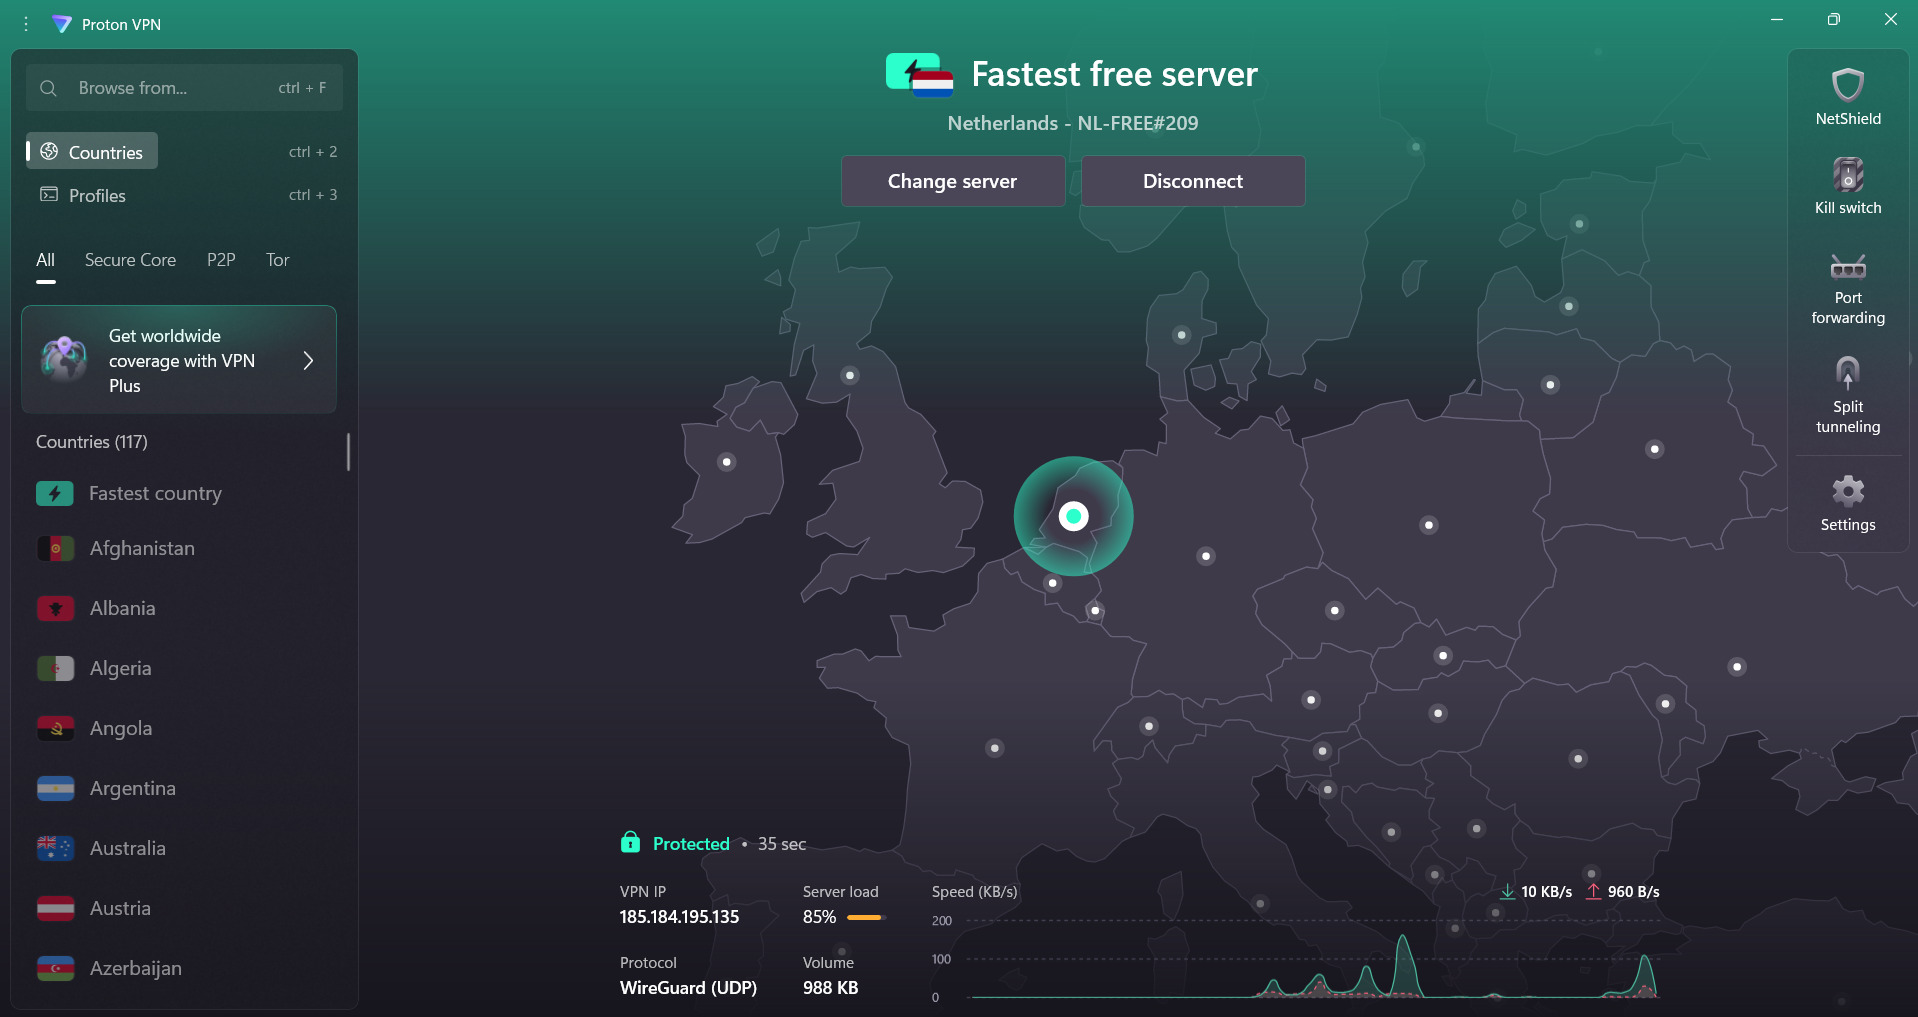 Proton VPN
Browse from...
ctrl + F
Countries
ctrl + 2
Profiles
ctrl + 3
All
Secure Core
P2P
Tor
Get worldwide
coverage with VPN
Plus
Countries (117)
Fastest country
Afghanistan
Albania
Algeria
Angola
Argentina
Australia
Austria
Azerbaijan
Fastest free server
Netherlands - NL-FREE#209
Change server
Disconnect
Protected • 35 sec
VPN IP
185.184.195.135
Server load
85%
Protocol
WireGuard (UDP)
Volume
988 KB
Speed (KB/s)
10 KB/s
960 B/s
200
100
0
NetShield
Kill switch
Port
forwarding
Split
tunneling
Settings